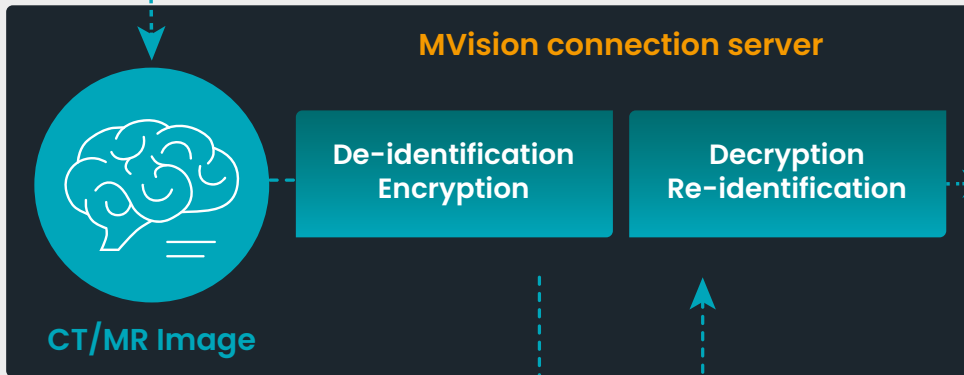 MVision connection server
De-identification
Encryption
Decryption
Re-identification
CT/MR Image